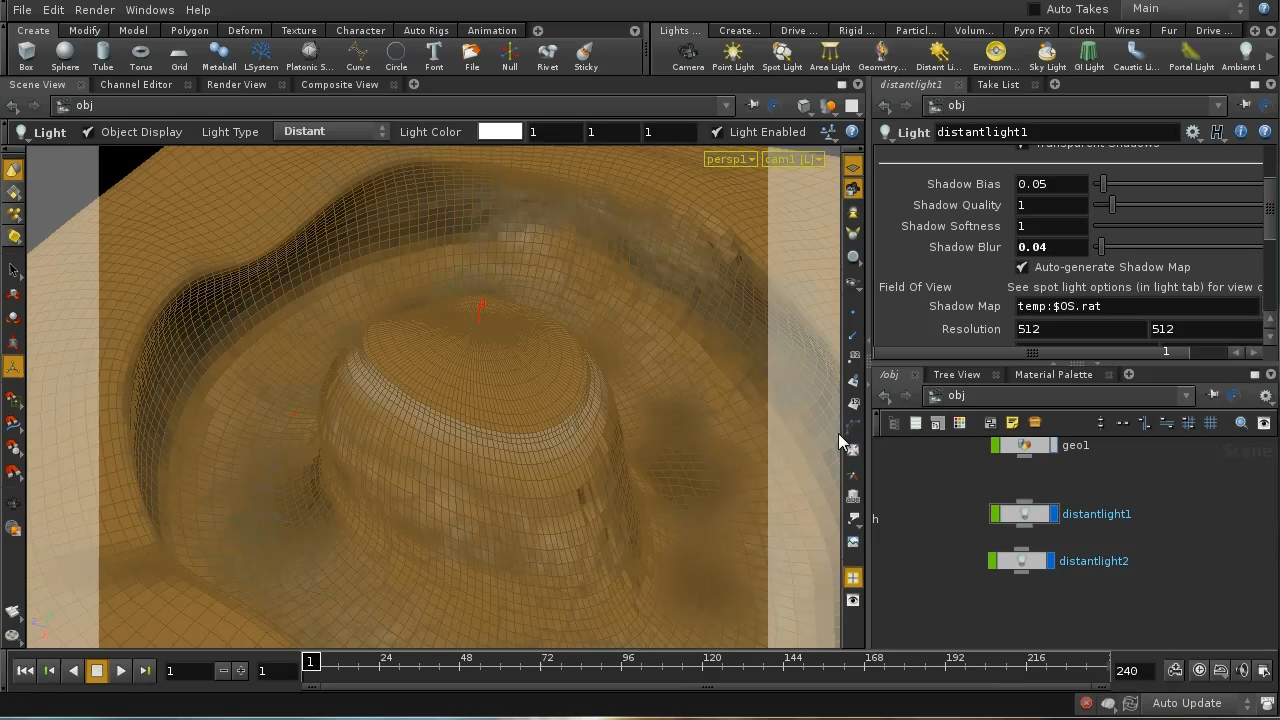 File Edit Render Windows Help Auto Takes Main
Create Modify Model Polygon Deform Texture Character Auto Rigs Animation Lights ... Create... Drive ... Rigid ... Particl... Volum... Pyro FX Cloth Wires Fur Drive ...
Box Sphere Tube Torus Grid Metaball LSystem Platonic S... Curve Circle Font File Null Rivet Sticky Camera Point Light Spot Light Area Light Geometry... Distant Li... Environm... Sky Light GI Light Caustic Li... Portal Light Ambient L
Scene View Channel Editor Render View Composite View distantlight1 Take List
obj obj
Light Object Display Light Type Distant Light Color 1 1 1 Light Enabled Light distantlight1
persp1 cam1 [L]
Shadow Bias 0.05
Shadow Quality 1
Shadow Softness 1
Shadow Blur 0.04
Auto-generate Shadow Map
Field Of View See spot light options (in light tab) for view c
Shadow Map temp:$OS.rat
Resolution 512 512
1
/obj Tree View Material Palette
obj
Scene
geo1
distantlight1
h
distantlight2
1 1 1 24 48 72 96 120 144 168 192 216 240
Auto Update